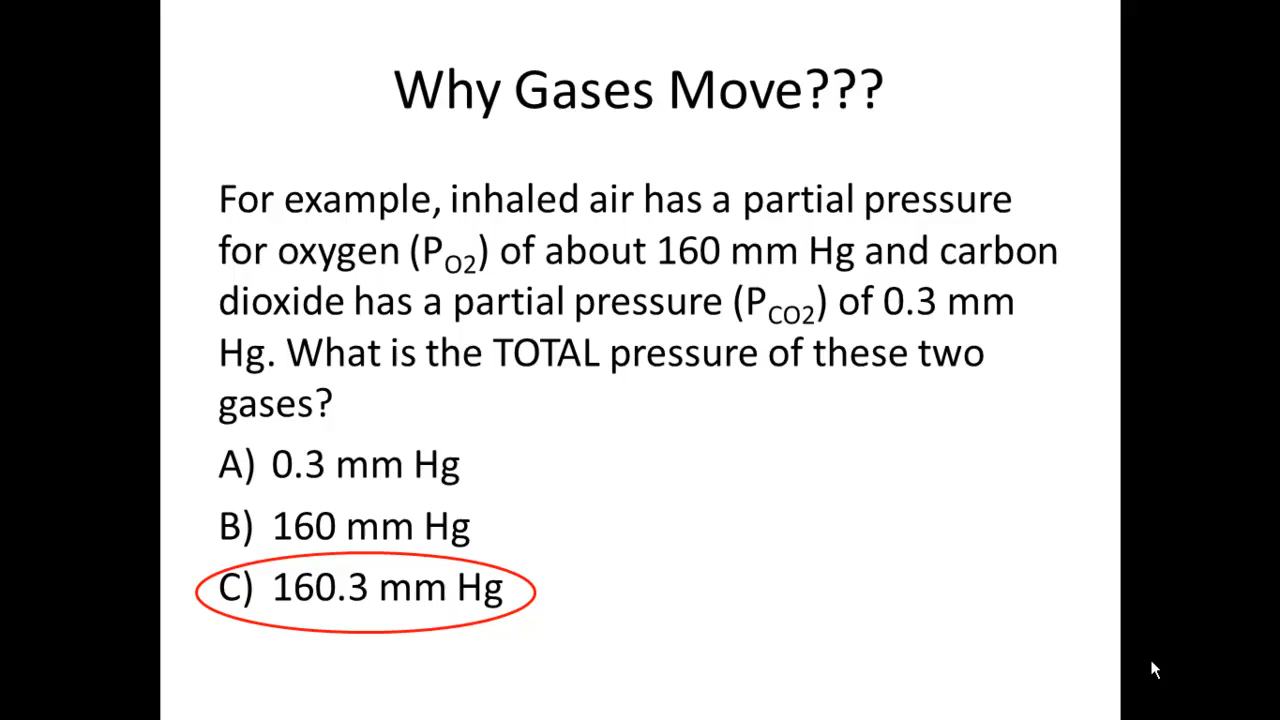 Why Gases Move???
For example, inhaled air has a partial pressure
for oxygen (PO2) of about 160 mm Hg and carbon
dioxide has a partial pressure (PCO2) of 0.3 mm
Hg. What is the TOTAL pressure of these two
gases?
A) 0.3 mm Hg
B) 160 mm Hg
C) 160.3 mm Hg